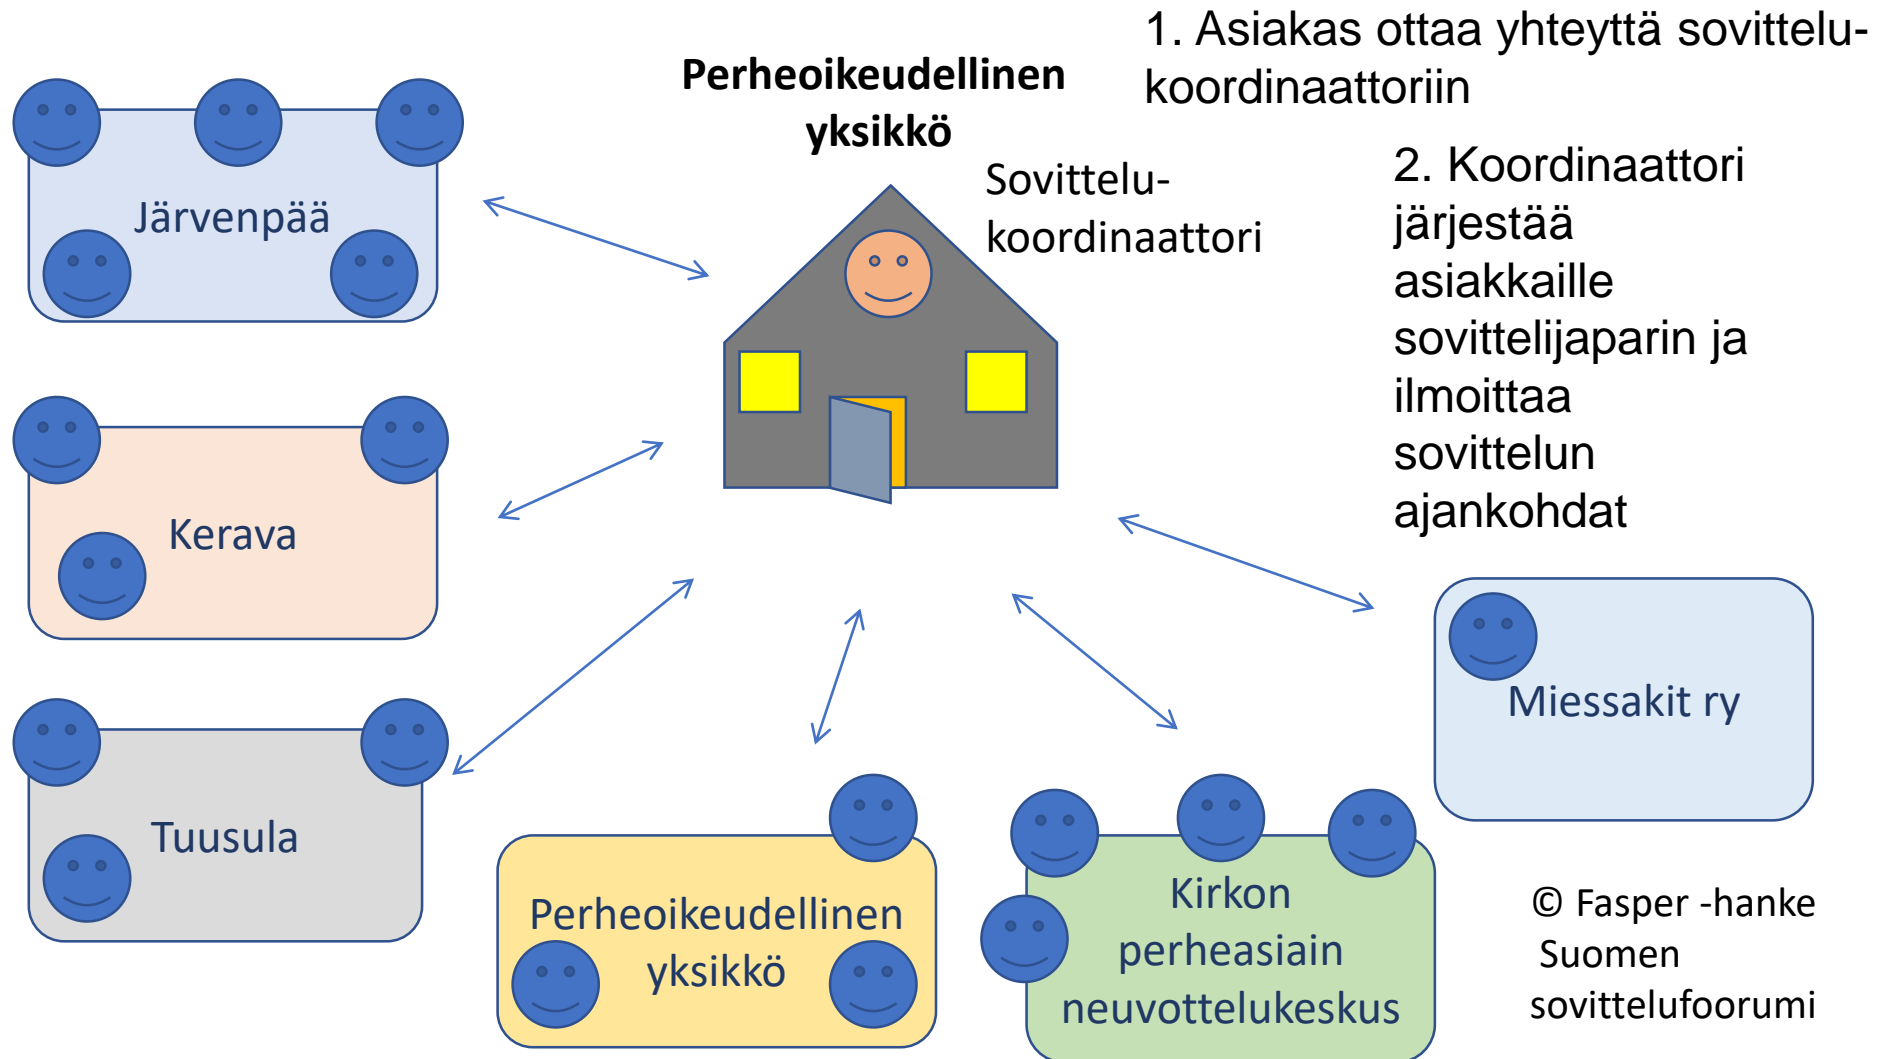 1. Asiakas ottaa yhteyttä sovittelu-
koordinaattoriin
Perheoikeudellinen
yksikkö
Sovittelu-
koordinaattori
2. Koordinaattori
järjestää
asiakkaille
sovittelijaparin ja
ilmoittaa
sovittelun
ajankohdat
Järvenpää
Kerava
Tuusula
Perheoikeudellinen
yksikkö
Kirkon
perheasiain
neuvottelukeskus
Miessakit ry
© Fasper -hanke
Suomen
sovittelufoorumi